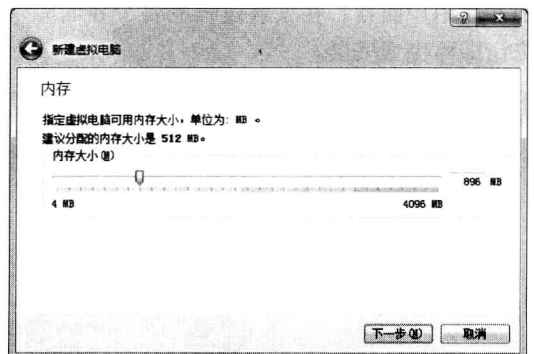 新建虚拟电脑
内存
指定虚拟电脑可用内存大小，单位为: MB 。
建议分配的内存大小是 512 MB。
内存大小(M)
896 MB
4 MB
4096 MB
下一步(N)
取消